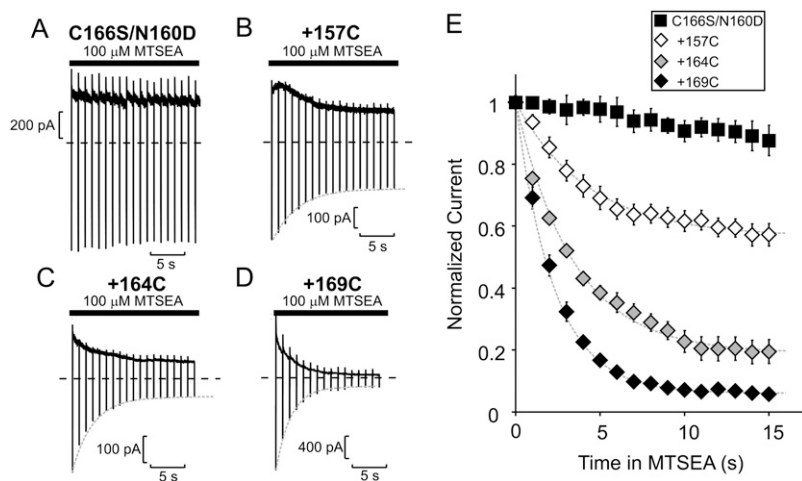 A
C166S/N160D
100 µM MTSEA
200 pA
5 s
B
+157C
100 µM MTSEA
100 pA
5 s
C
+164C
100 µM MTSEA
100 pA
5 s
D
+169C
100 µM MTSEA
400 pA
5 s
E
C166S/N160D
+157C
+164C
+169C
Normalized Current
1
0.8
0.6
0.4
0.2
0
0
5
10
15
Time in MTSEA (s)